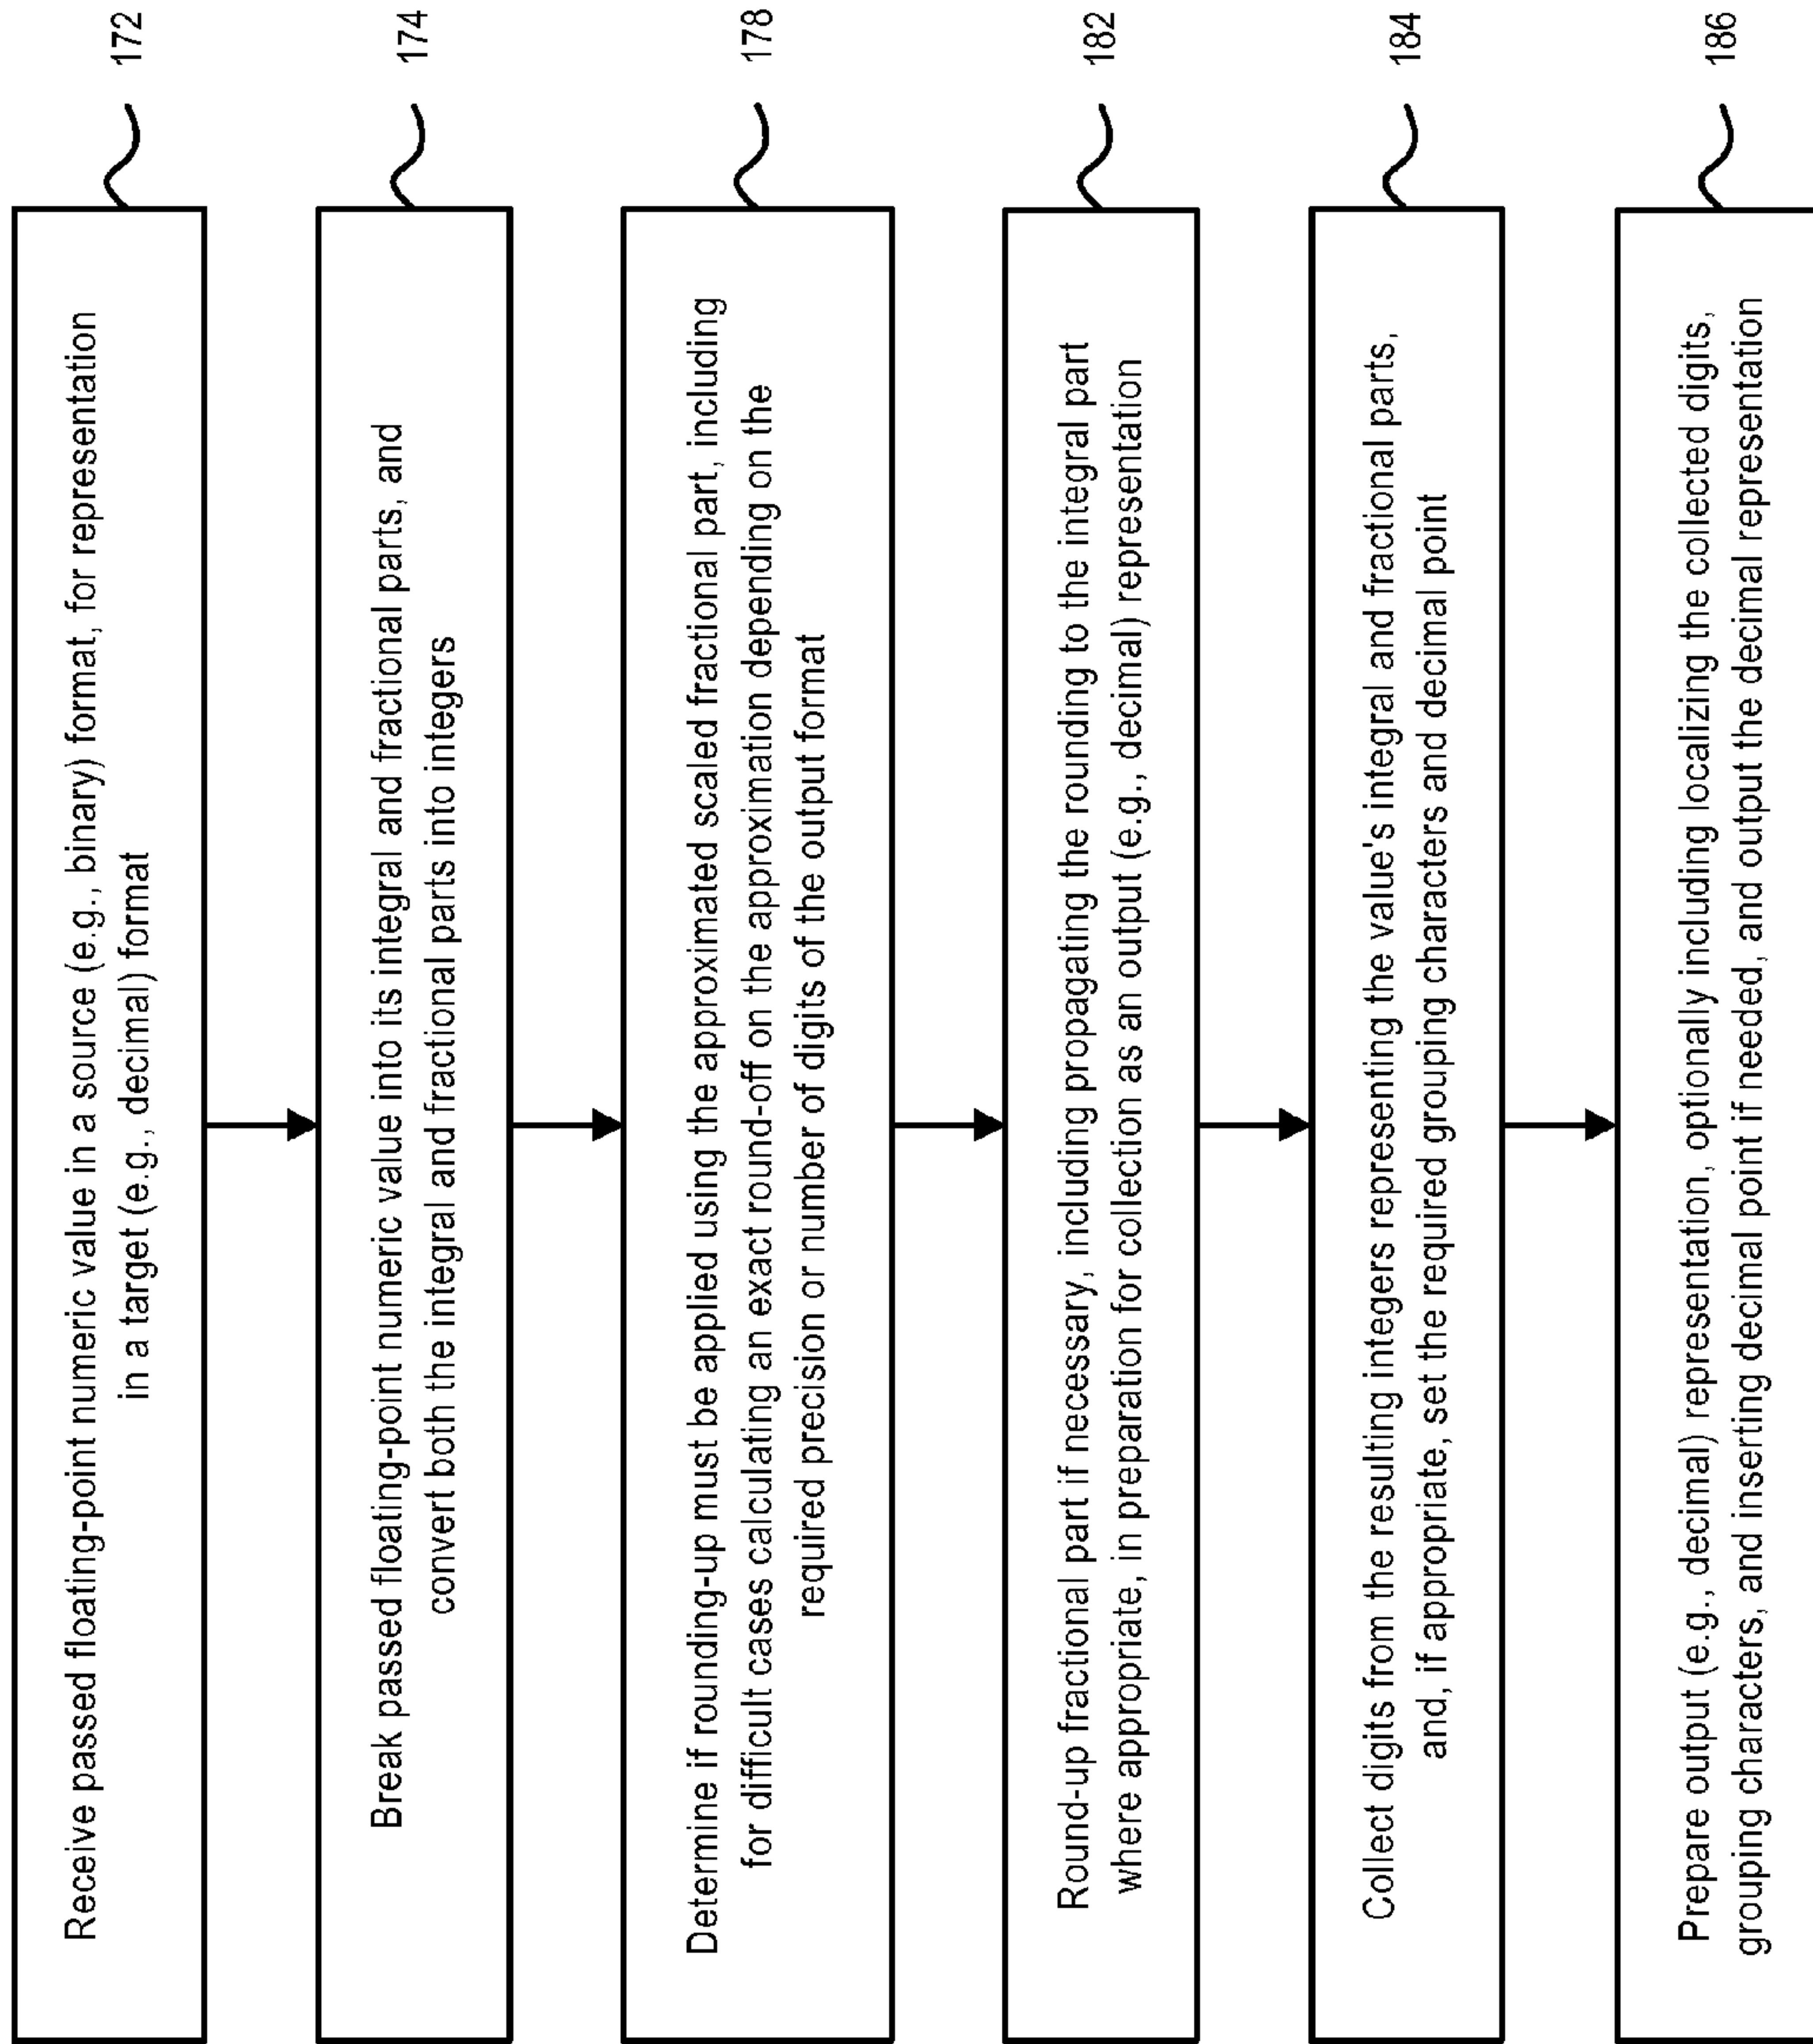 Receive passed floating-point numeric value in a source (e.g., binary) format, for representation
in a target (e.g., decimal) format
172
Break passed floating-point numeric value into its integral and fractional parts, and
convert both the integral and fractional parts into integers
174
Determine if rounding-up must be applied using the approximated scaled fractional part, including
for difficult cases calculating an exact round-off on the approximation depending on the
required precision or number of digits of the output format
178
Round-up fractional part if necessary, including propagating the rounding to the integral part
where appropriate, in preparation for collection as an output (e.g., decimal) representation
182
Collect digits from the resulting integers representing the value's integral and fractional parts,
and, if appropriate, set the required grouping characters and decimal point
184
Prepare output (e.g., decimal) representation, optionally including localizing the collected digits,
grouping characters, and inserting decimal point if needed, and output the decimal representation
186